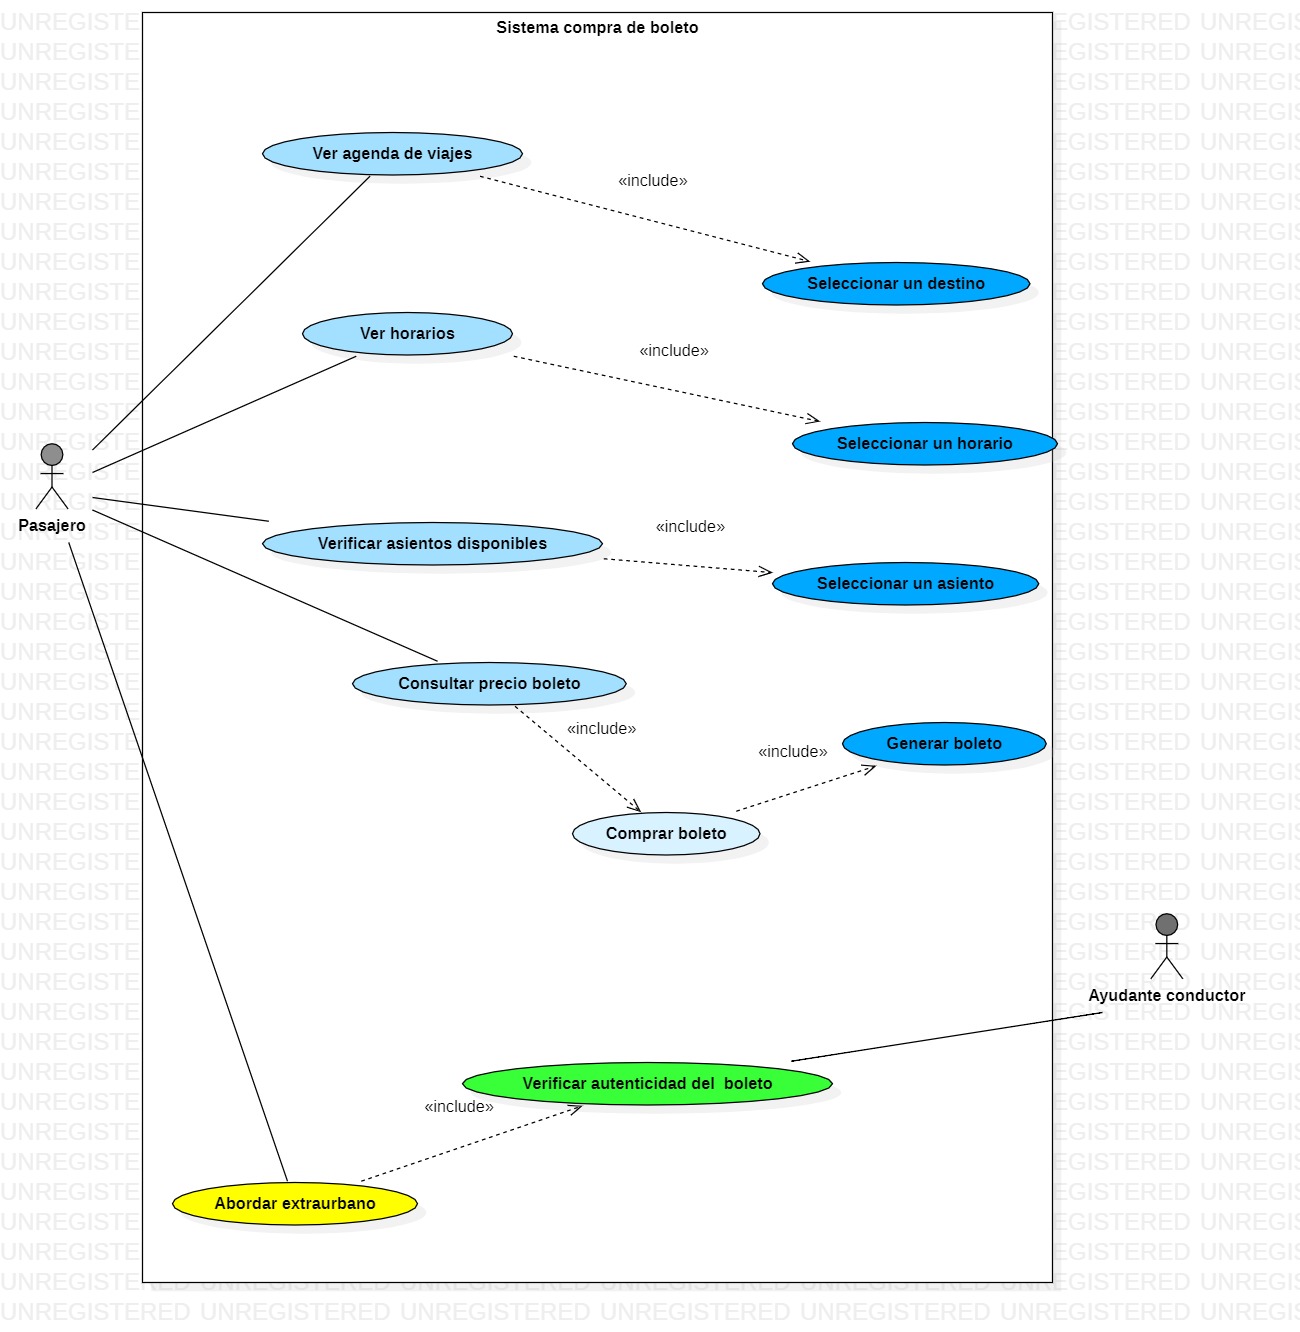 Sistema compra de boleto
Ver agenda de viajes
«include»
Seleccionar un destino
Ver horarios
«include»
Seleccionar un horario
Pasajero
Verificar asientos disponibles
«include»
Seleccionar un asiento
Consultar precio boleto
«include»
Generar boleto
«include»
Comprar boleto
Ayudante conductor
Verificar autenticidad del  boleto
«include»
Abordar extraurbano
UNREGISTERED UNREGISTERED UNREGISTERED UNREGISTERED UNREGISTERED UNREGISTERED